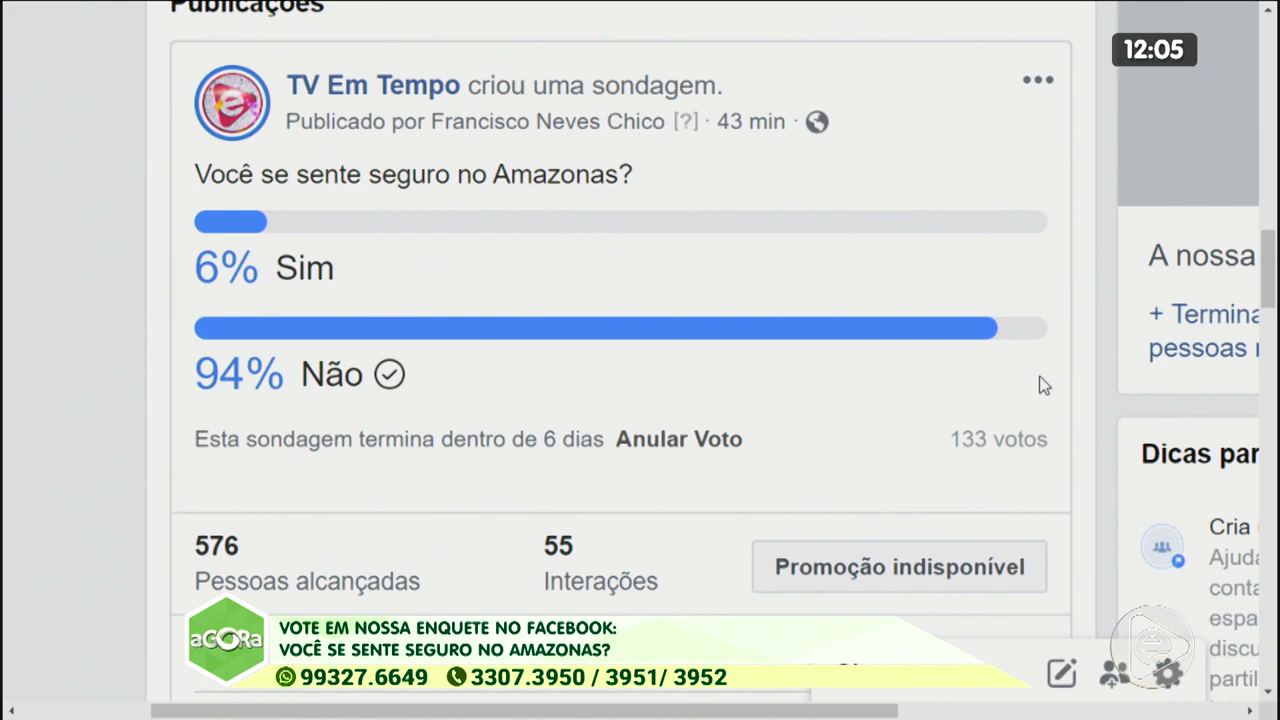 Publicações
12:05
TV Em Tempo criou uma sondagem.
Publicado por Francisco Neves Chico [?] · 43 min ·
Você se sente seguro no Amazonas?
6% Sim
94% Não
Esta sondagem termina dentro de 6 dias Anular Voto 133 votos
576
Pessoas alcançadas
55
Interações
Promoção indisponível
A nossa
+ Termina
pessoas
Dicas par
Cria
Ajuda
conta
espa
discu
partil
aGORa
VOTE EM NOSSA ENQUETE NO FACEBOOK:
VOCÊ SE SENTE SEGURO NO AMAZONAS?
99327.6649 3307.3950 / 3951/ 3952